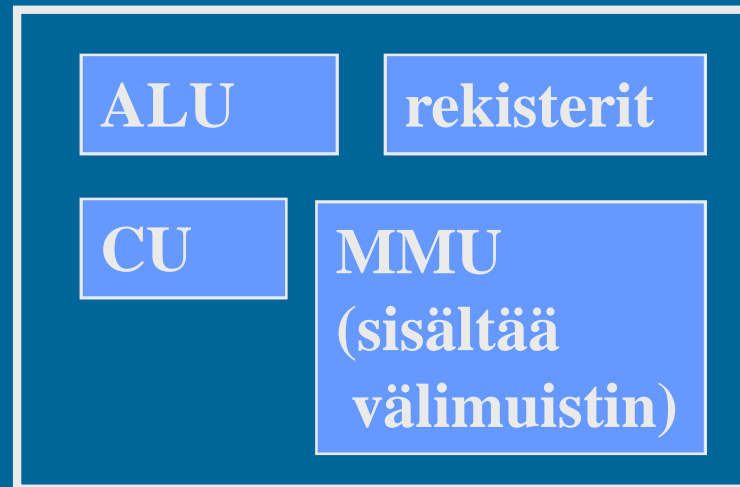 ALU
rekisterit
CU
MMU
(sisältää
välimuistin)